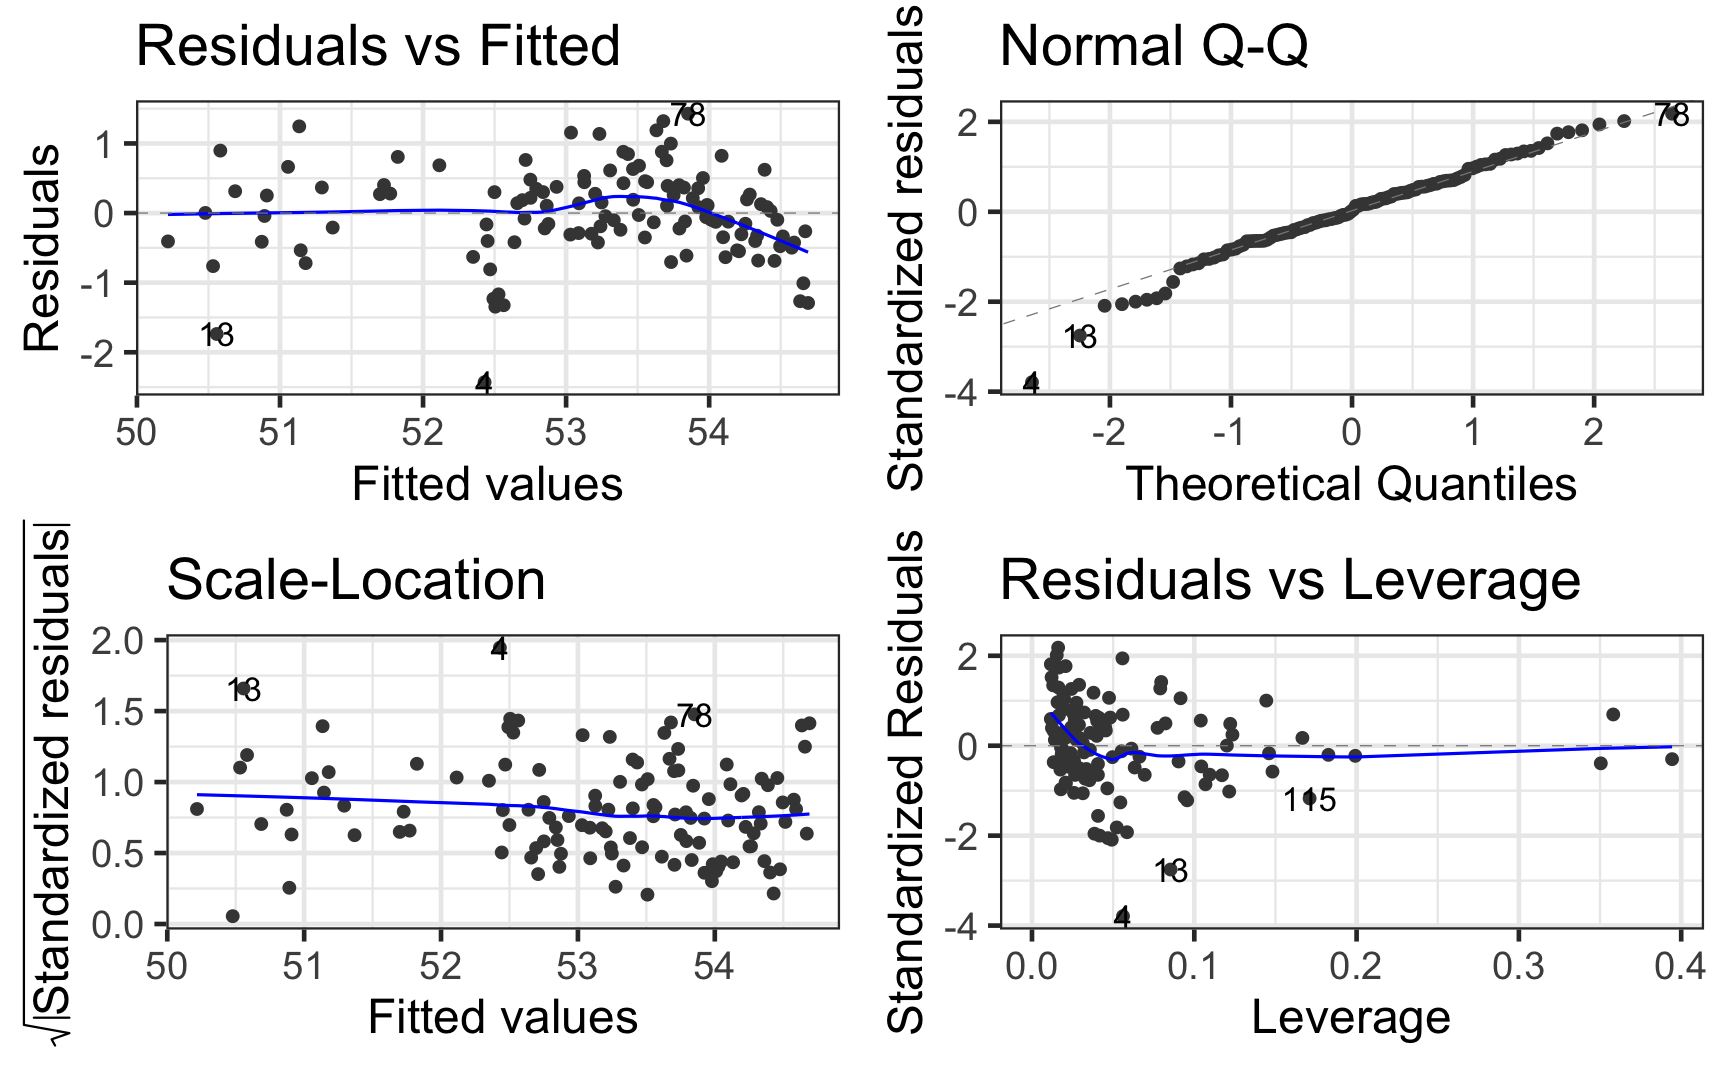 Residuals vs Fitted
Residuals
1
0
-1
-2
78
13
4
50 51 52 53 54
Fitted values
Normal Q-Q
Standardized residuals
2
0
-2
-4
78
13
4
-2 -1 0 1 2
Theoretical Quantiles
Scale-Location
√|Standardized residuals|
2.0
1.5
1.0
0.5
0.0
4
13
78
50 51 52 53 54
Fitted values
Residuals vs Leverage
Standardized Residuals
2
0
-2
-4
115
13
4
0.0 0.1 0.2 0.3 0.4
Leverage